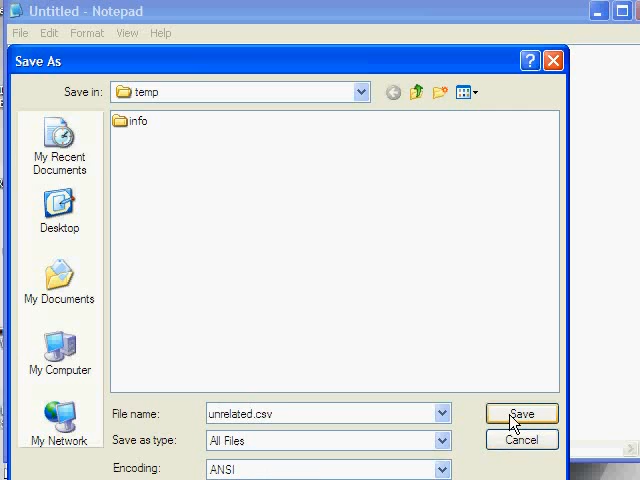 Untitled - Notepad
File Edit Format View Help
Save As
Save in: temp
info
My Recent
Documents
Desktop
My Documents
My Computer
My Network
File name: unrelated.csv Save
Save as type: All Files Cancel
Encoding: ANSI